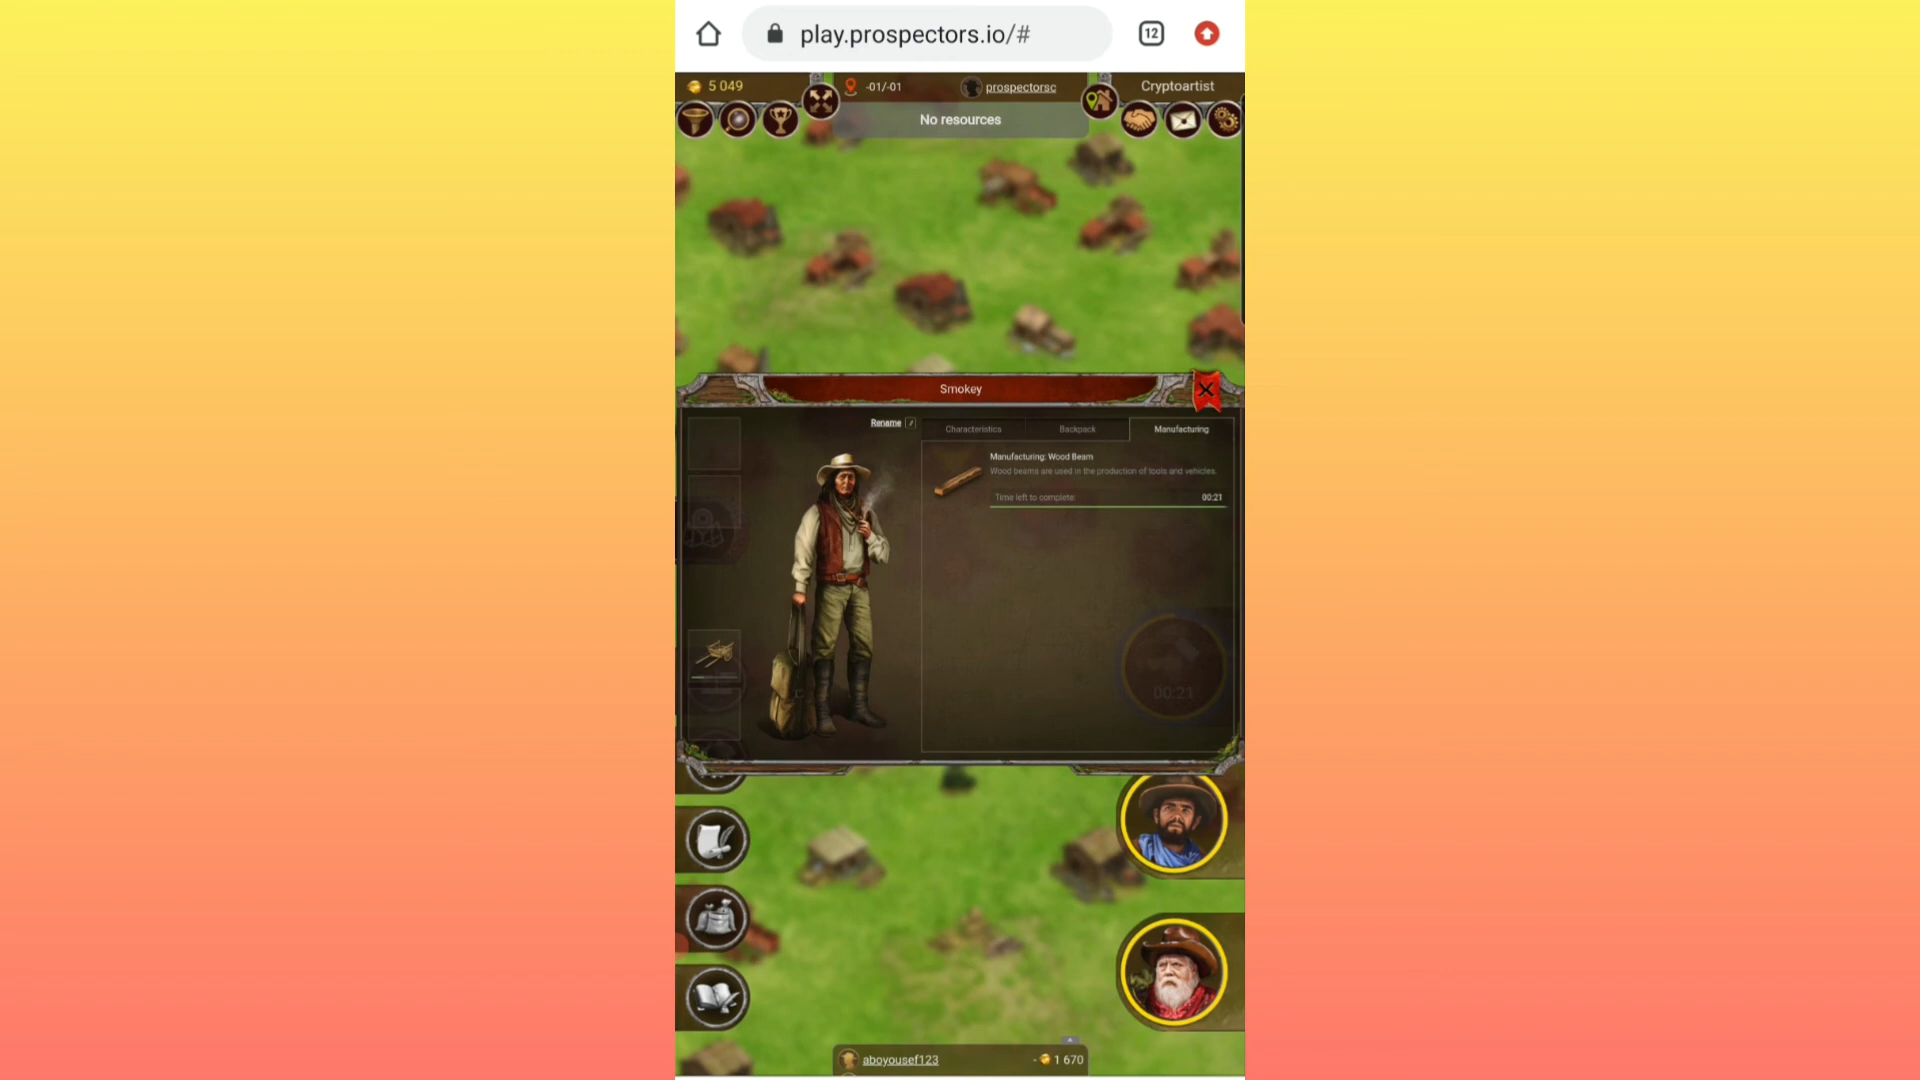 play.prospectors.io/#
12
5 049
-01/-01
prospectorsc
Cryptoartist
No resources
Smokey
Rename
Characteristics
Backpack
Manufacturing
Manufacturing: Wood Beam
Wood beams are used in the production of tools and vehicles.
Time left to complete:
00:21
00:21
aboyousef123
- 1 670